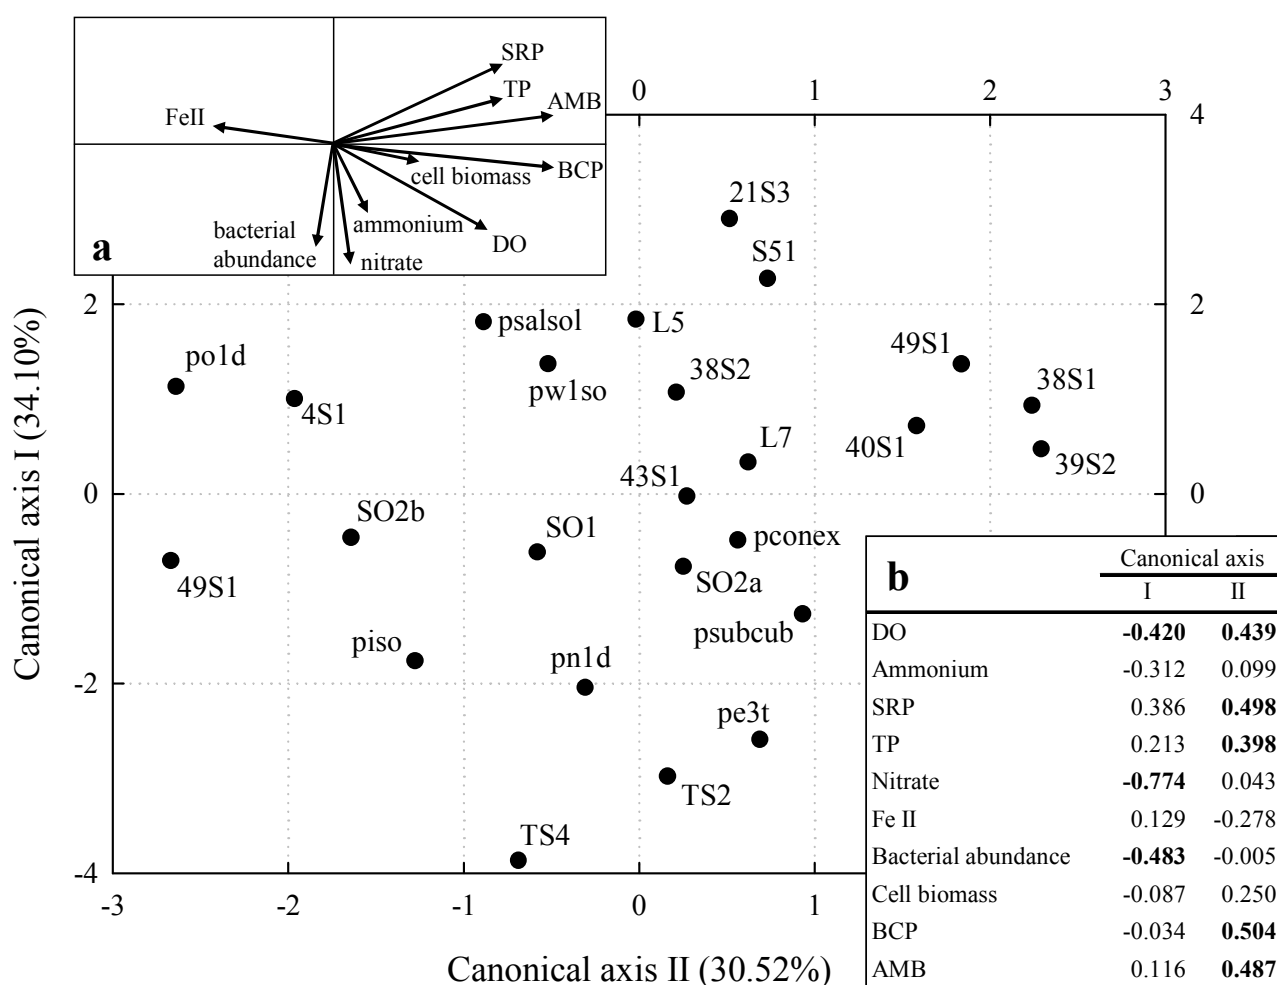 SRP
TP
AMB
FeII
BCP
cell biomass
ammonium
DO
bacterial
abundance
nitrate
a
0
1
2
3
4
2
2
0
0
-2
-4
-3
-2
-1
0
1
Canonical axis I (34.10%)
Canonical axis II (30.52%)
21S3
S51
psalsol
L5
po1d
pw1so
38S2
49S1
38S1
4S1
40S1
39S2
L7
43S1
SO2b
SO1
pconex
49S1
SO2a
psubcub
piso
pn1d
pe3t
TS2
TS4
b
Canonical axis
I II
DO -0.420 0.439
Ammonium -0.312 0.099
SRP 0.386 0.498
TP 0.213 0.398
Nitrate -0.774 0.043
Fe II 0.129 -0.278
Bacterial abundance -0.483 -0.005
Cell biomass -0.087 0.250
BCP -0.034 0.504
AMB 0.116 0.487